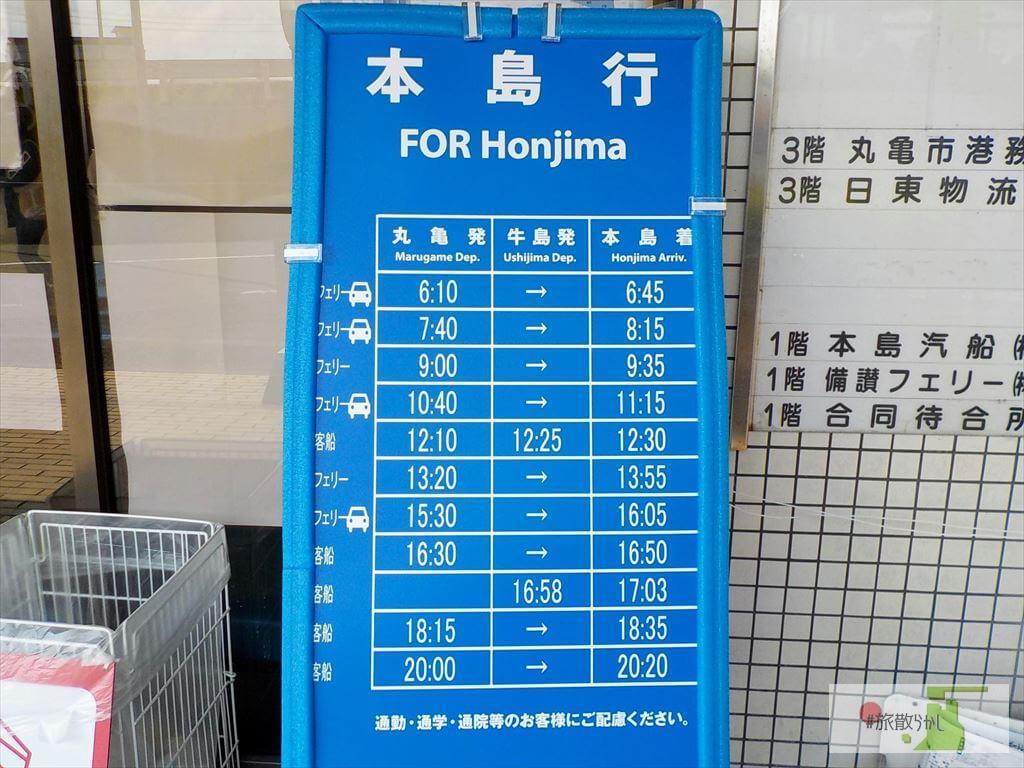 本島行
FOR Honjima
丸亀発 牛島発 本島着
Marugame Dep. Ushijima Dep. Honjima Arriv.
フェリー 6:10 → 6:45
フェリー 7:40 → 8:15
フェリー 9:00 → 9:35
フェリー 10:40 → 11:15
客船 12:10 12:25 12:30
フェリー 13:20 → 13:55
フェリー 15:30 → 16:05
客船 16:30 → 16:50
客船 16:58 17:03
客船 18:15 → 18:35
客船 20:00 → 20:20
通勤・通学・通院等のお客様にご配慮ください。
3階 丸亀市港務
3階 日東物流
1階 本島汽船㈱
1階 備讃フェリー㈱
1階 合同待合所
#旅散らかし